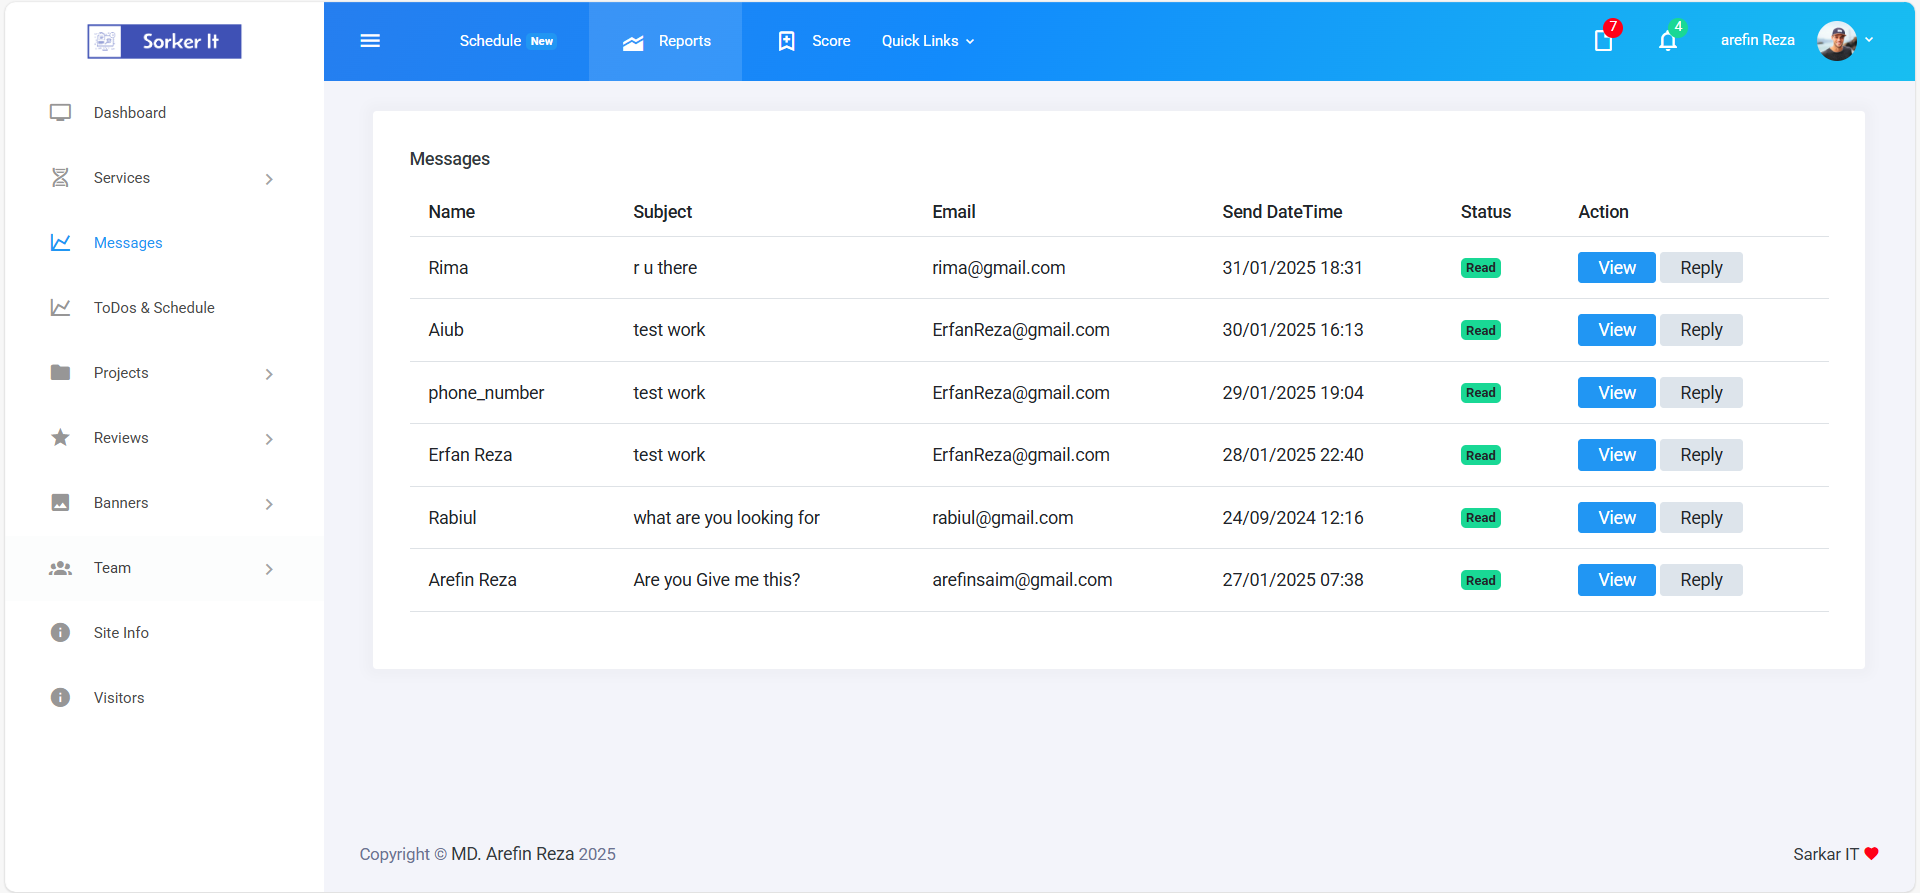 Sorker It
Schedule New
Reports
Score
Quick Links
7
4
arefin Reza
Dashboard
Services
Messages
ToDos & Schedule
Projects
Reviews
Banners
Team
Site Info
Visitors
Messages
Name Subject Email Send DateTime Status Action
Rima r u there rima@gmail.com 31/01/2025 18:31 Read View Reply
Aiub test work ErfanReza@gmail.com 30/01/2025 16:13 Read View Reply
phone_number test work ErfanReza@gmail.com 29/01/2025 19:04 Read View Reply
Erfan Reza test work ErfanReza@gmail.com 28/01/2025 22:40 Read View Reply
Rabiul what are you looking for rabiul@gmail.com 24/09/2024 12:16 Read View Reply
Arefin Reza Are you Give me this? arefinsaim@gmail.com 27/01/2025 07:38 Read View Reply
Copyright © MD. Arefin Reza 2025
Sarkar IT